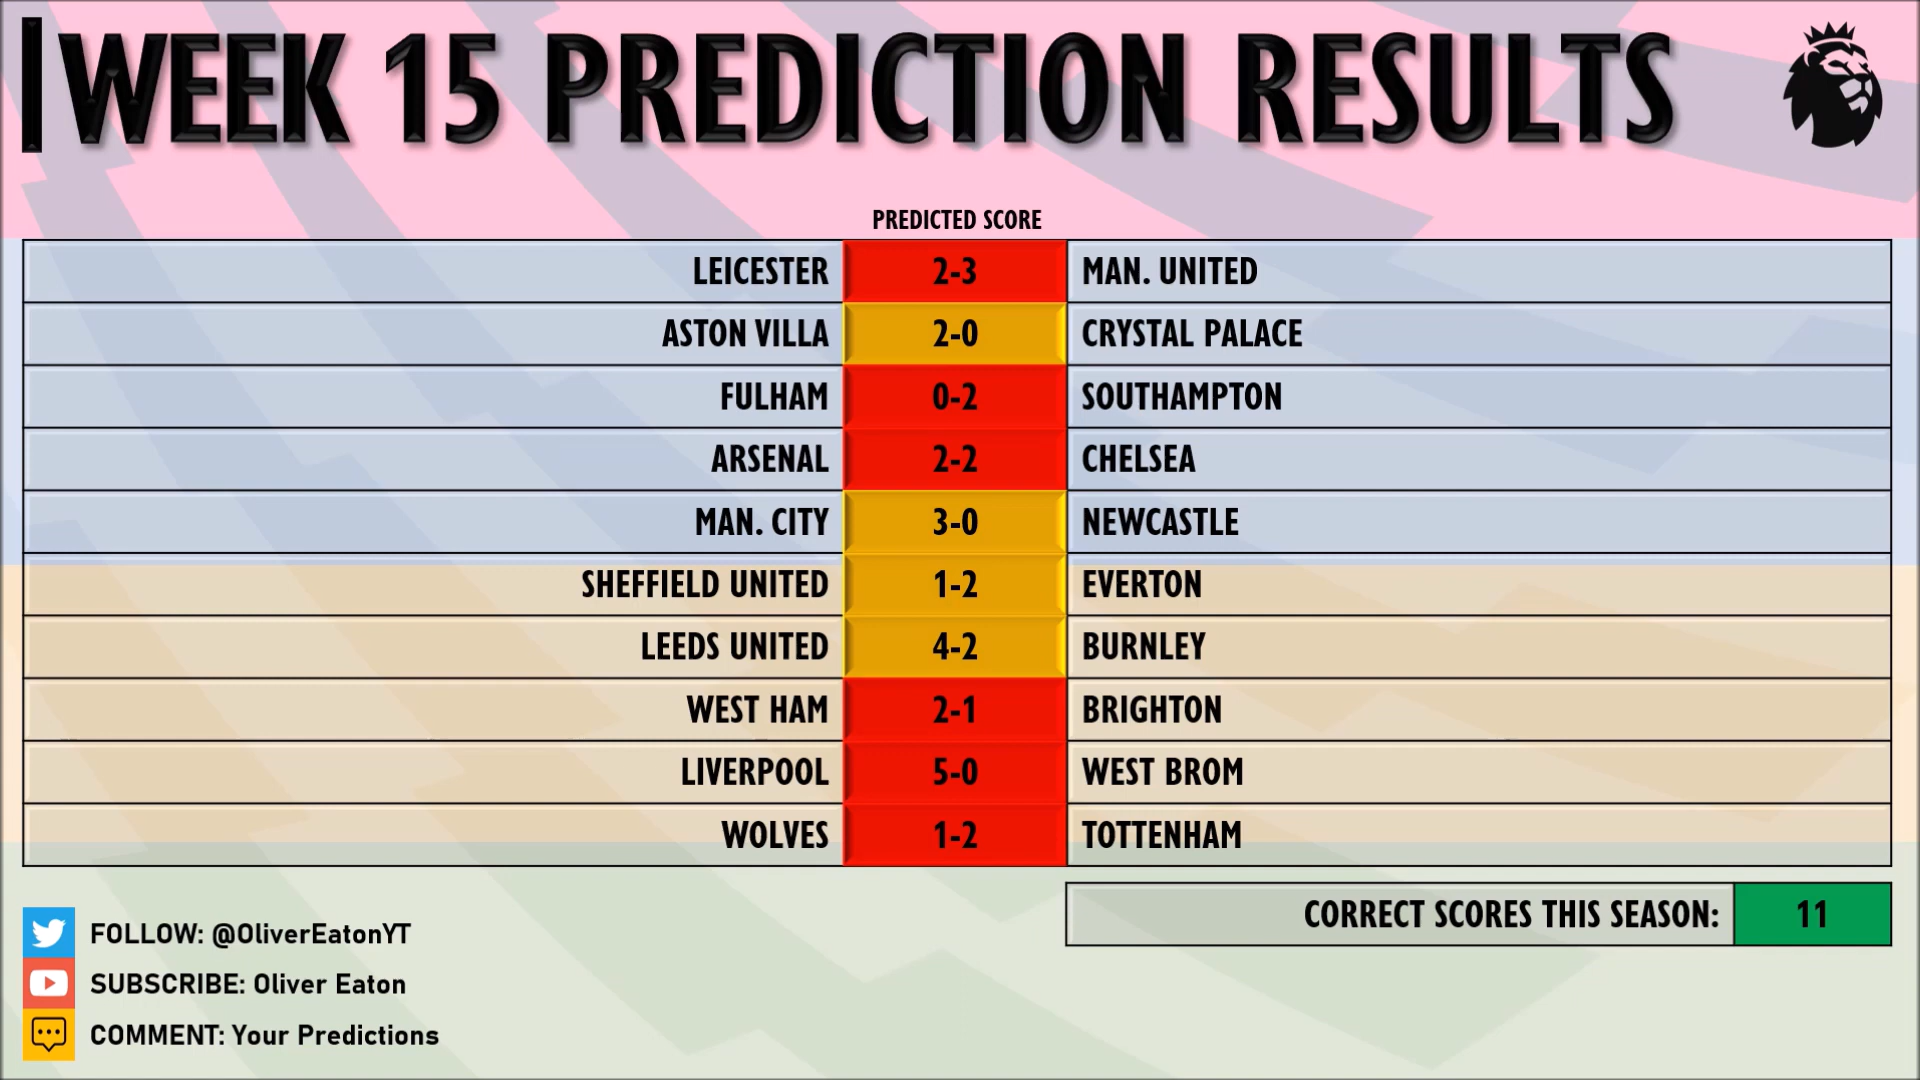 WEEK 15 PREDICTION RESULTS
PREDICTED SCORE
LEICESTER 2-3 MAN. UNITED
ASTON VILLA 2-0 CRYSTAL PALACE
FULHAM 0-2 SOUTHAMPTON
ARSENAL 2-2 CHELSEA
MAN. CITY 3-0 NEWCASTLE
SHEFFIELD UNITED 1-2 EVERTON
LEEDS UNITED 4-2 BURNLEY
WEST HAM 2-1 BRIGHTON
LIVERPOOL 5-0 WEST BROM
WOLVES 1-2 TOTTENHAM
CORRECT SCORES THIS SEASON: 11
FOLLOW: @OliverEatonYT
SUBSCRIBE: Oliver Eaton
COMMENT: Your Predictions